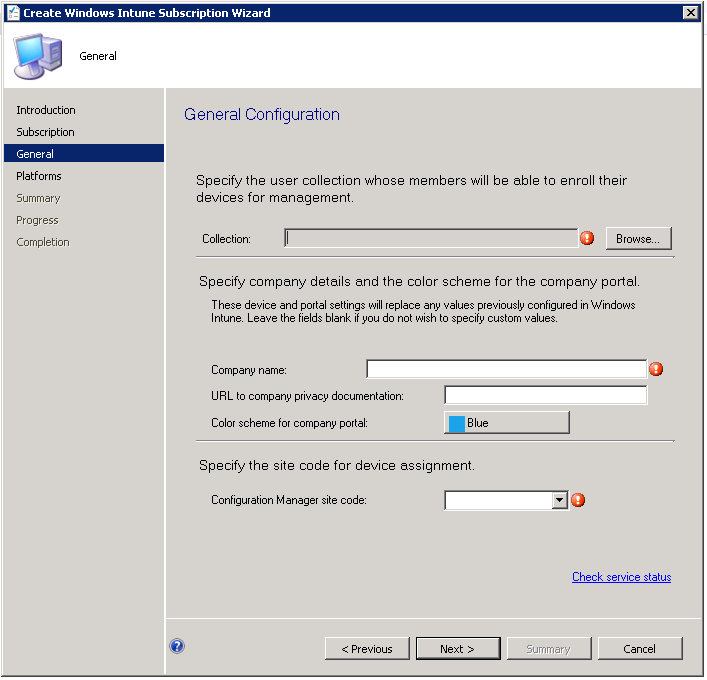 Create Windows Intune Subscription Wizard
General
Introduction
Subscription
General
Platforms
Summary
Progress
Completion
General Configuration
Specify the user collection whose members will be able to enroll their
devices for management.
Collection:
Browse...
Specify company details and the color scheme for the company portal.
These device and portal settings will replace any values previously configured in Windows
Intune. Leave the fields blank if you do not wish to specify custom values.
Company name:
URL to company privacy documentation:
Color scheme for company portal:
Blue
Specify the site code for device assignment.
Configuration Manager site code:
Check service status
< Previous
Next >
Summary
Cancel